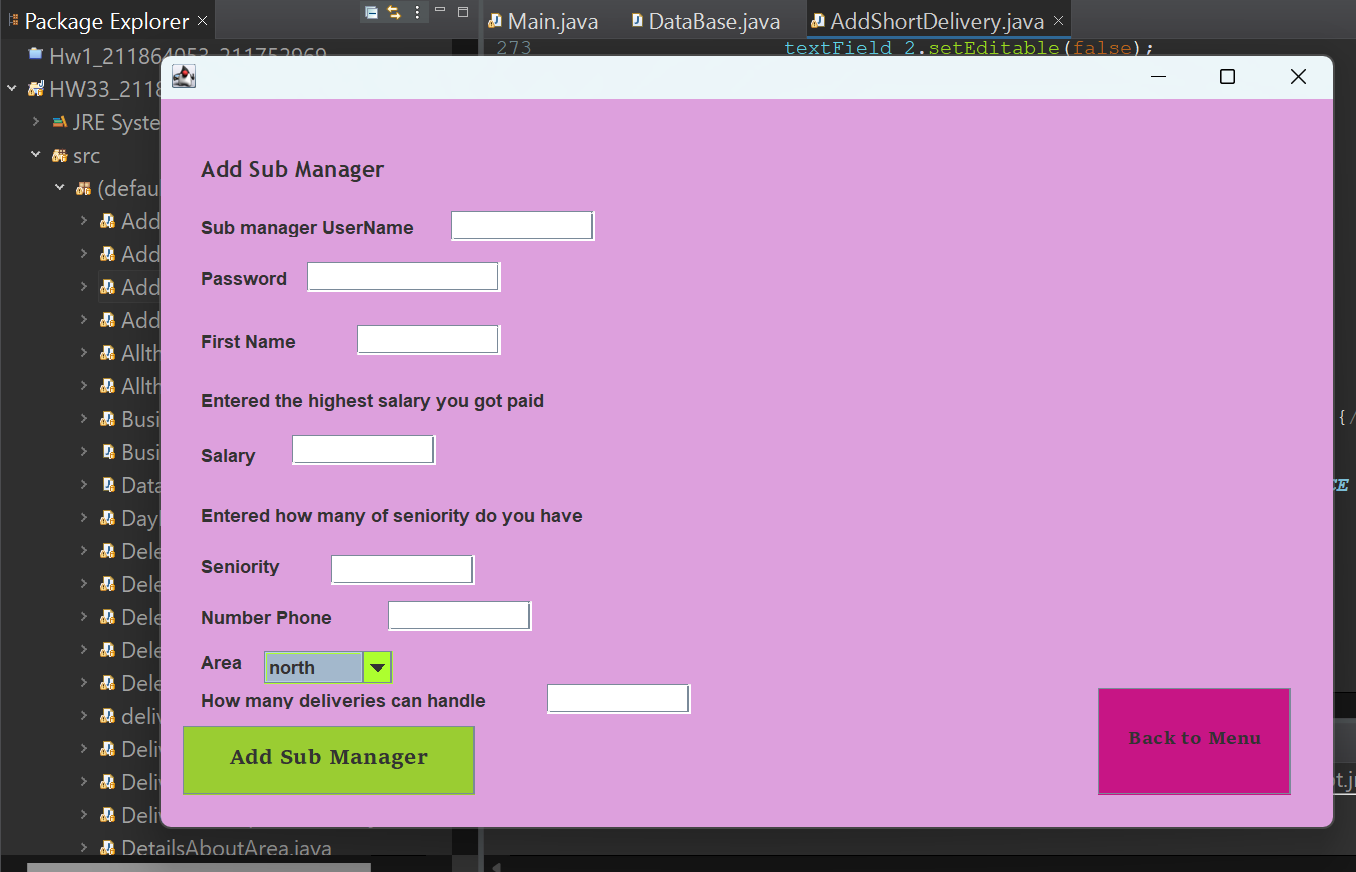 Package Explorer
Main.java
DataBase.java
AddShortDelivery.java
Hw1_211864053_211753969
273 textField_2.setEditable(false);
HW33_2118
JRE Syste
src
(defau
Add
Add
Add
Add
Allth
Allth
Busi
Busi
Data
Day
Dele
Dele
Dele
Dele
Dele
deliv
Deliv
Deliv
Deliv
DetailsAboutArea.java
Add Sub Manager
Sub manager UserName
Password
First Name
Entered the highest salary you got paid
Salary
Entered how many of seniority do you have
Seniority
Number Phone
Area north
How many deliveries can handle
Add Sub Manager
Back to Menu
{/
CE